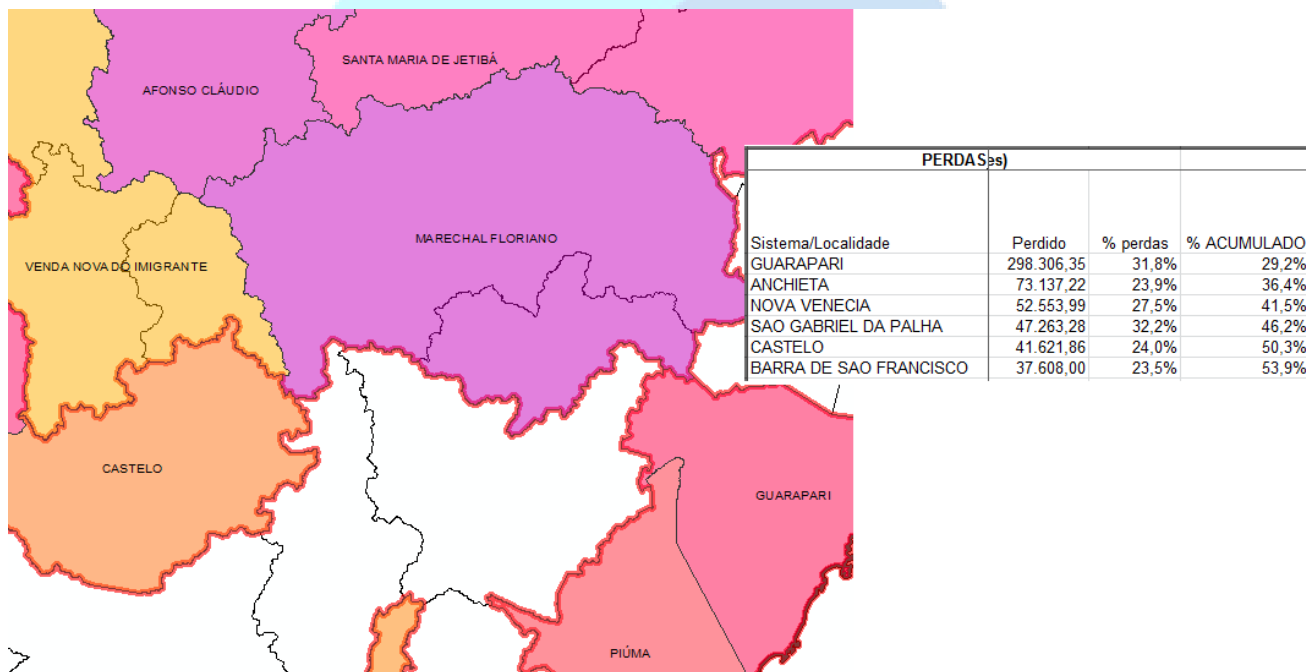 SANTA MARIA DE JETIBÁ
AFONSO CLÁUDIO
MARECHAL FLORIANO
VENDA NOVA DO IMIGRANTE
CASTELO
GUARAPARI
PIÚMA
PERDASes)
Sistema/Localidade Perdido % perdas % ACUMULADO
GUARAPARI 298.306,35 31,8% 29,2%
ANCHIETA 73.137,22 23,9% 36,4%
NOVA VENECIA 52.553,99 27,5% 41,5%
SAO GABRIEL DA PALHA 47.263,28 32,2% 46,2%
CASTELO 41.621,86 24,0% 50,3%
BARRA DE SAO FRANCISCO 37.608,00 23,5% 53,9%